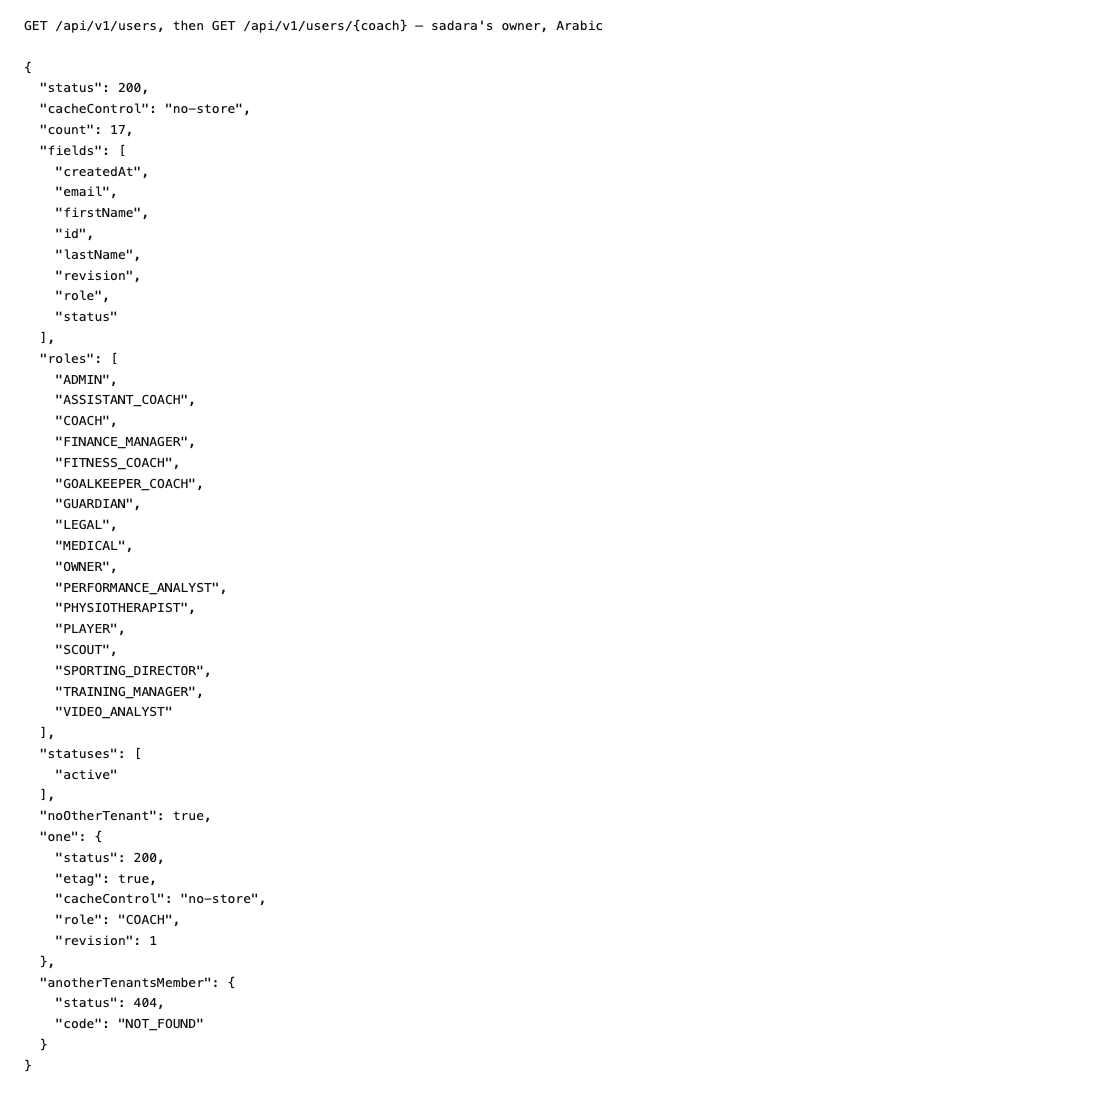 GET /api/v1/users, then GET /api/v1/users/{coach} — sadara's owner, Arabic
{
"status": 200,
"cacheControl": "no-store",
"count": 17,
"fields": [
"createdAt",
"email",
"firstName",
"id",
"lastName",
"revision",
"role",
"status"
],
"roles": [
"ADMIN",
"ASSISTANT_COACH",
"COACH",
"FINANCE_MANAGER",
"FITNESS_COACH",
"GOALKEEPER_COACH",
"GUARDIAN",
"LEGAL",
"MEDICAL",
"OWNER",
"PERFORMANCE_ANALYST",
"PHYSIOTHERAPIST",
"PLAYER",
"SCOUT",
"SPORTING_DIRECTOR",
"TRAINING_MANAGER",
"VIDEO_ANALYST"
],
"statuses": [
"active"
],
"noOtherTenant": true,
"one": {
"status": 200,
"etag": true,
"cacheControl": "no-store",
"role": "COACH",
"revision": 1
},
"anotherTenantsMember": {
"status": 404,
"code": "NOT_FOUND"
}
}